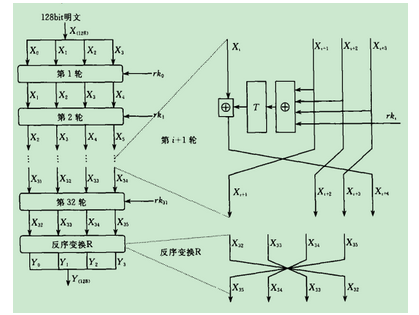 128bit明文
X(128)
X0 X1 X2 X3
第1轮 rk0
X1 X2 X3 X4
第2轮 rk1
X2 X3 X4 X5
X31 X32 X33 X34
第32轮 rk31
X32 X33 X34 X35
反序变换R
Y0 Y1 Y2 Y3
Y(128)
Xi Xi+1 Xi+2 Xi+3
T
rki
第i+1轮
Xi+1 Xi+2 Xi+3 Xi+4
反序变换R
X32 X33 X34 X35
X35 X34 X33 X32